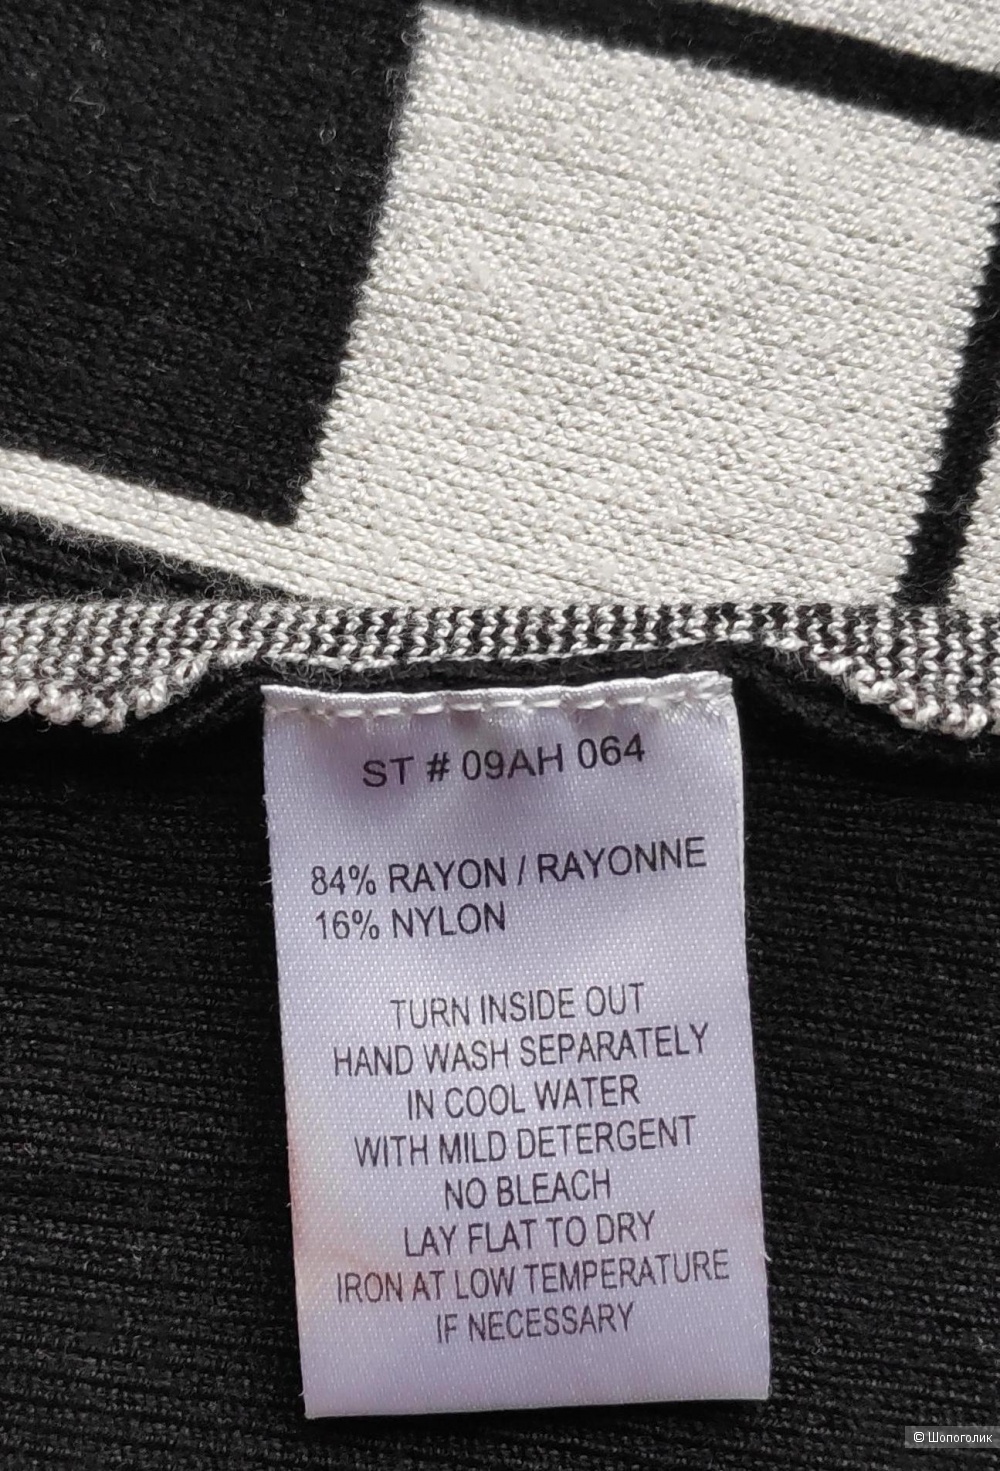 ST # 09AH 064
84% RAYON / RAYONNE
16% NYLON
TURN INSIDE OUT
HAND WASH SEPARATELY
IN COOL WATER
WITH MILD DETERGENT
NO BLEACH
LAY FLAT TO DRY
IRON AT LOW TEMPERATURE
IF NECESSARY
© Шопоголик